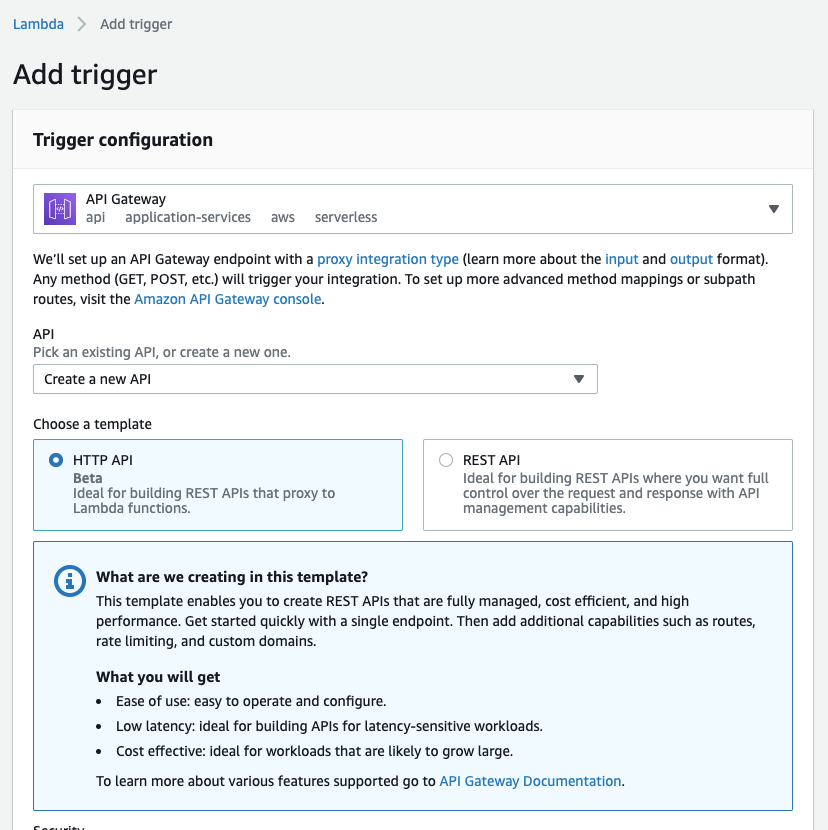 Lambda > Add trigger
Add trigger
Trigger configuration
API Gateway
api application-services aws serverless
We'll set up an API Gateway endpoint with a proxy integration type (learn more about the input and output format).
Any method (GET, POST, etc.) will trigger your integration. To set up more advanced method mappings or subpath
routes, visit the Amazon API Gateway console.
API
Pick an existing API, or create a new one.
Create a new API
Choose a template
HTTP API
Beta
Ideal for building REST APIs that proxy to
Lambda functions.
REST API
Ideal for building REST APIs where you want full
control over the request and response with API
management capabilities.
What are we creating in this template?
This template enables you to create REST APIs that are fully managed, cost efficient, and high
performance. Get started quickly with a single endpoint. Then add additional capabilities such as routes,
rate limiting, and custom domains.
What you will get
• Ease of use: easy to operate and configure.
• Low latency: ideal for building APIs for latency-sensitive workloads.
• Cost effective: ideal for workloads that are likely to grow large.
To learn more about various features supported go to API Gateway Documentation.
Security